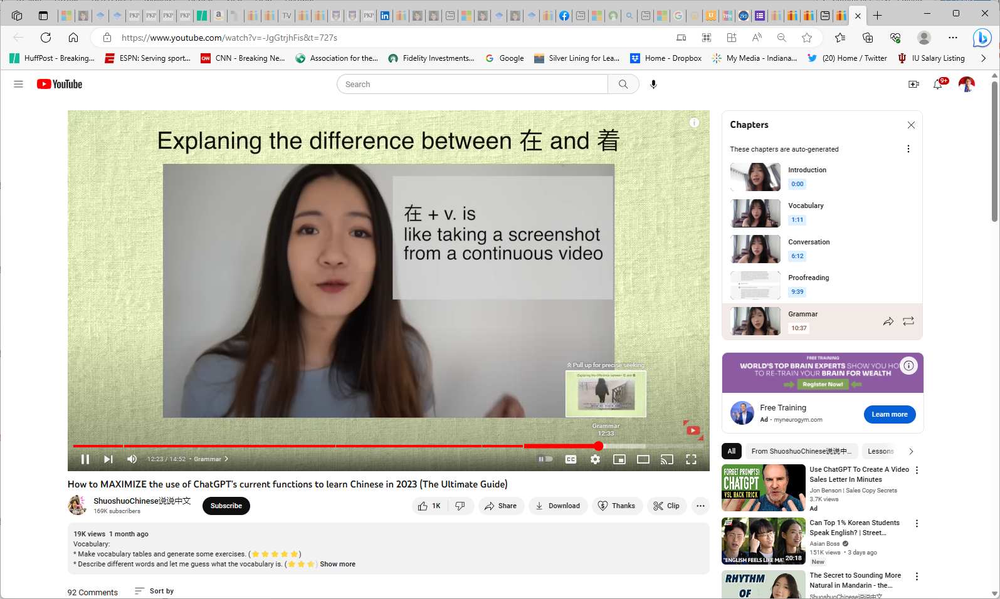 https://www.youtube.com/watch?v=-JgGtrjhFis&t=727s
HuffPost - Breaking...
ESPN: Serving sport...
CNN - Breaking Ne...
Association for the...
Fidelity Investments...
Google
Silver Lining for Lea...
Home - Dropbox
My Media - Indiana...
(20) Home / Twitter
IU Salary Listing
YouTube
Search
9+
Explaning the difference between 在 and 着
在 + v. is
like taking a screenshot
from a continuous video
Pull up for precise seeking
Explaning the difference between 在 and 着
Grammar
12:33
12:23 / 14:52 • Grammar
CC
How to MAXIMIZE the use of ChatGPT's current functions to learn Chinese in 2023 (The Ultimate Guide)
ShuoshuoChinese说说中文
169K subscribers
Subscribe
1K
Share
Download
Thanks
Clip
19K views 1 month ago
Vocabulary:
* Make vocabulary tables and generate some exercises. (⭐⭐⭐⭐⭐)
* Describe different words and let me guess what the vocabulary is. (⭐⭐⭐) Show more
92 Comments
Sort by
Chapters
These chapters are auto-generated
Introduction
0:00
Vocabulary
1:11
Conversation
6:12
Proofreading
9:39
Grammar
10:37
FREE TRAINING
WORLD'S TOP BRAIN EXPERTS SHOW YOU HO
TO RE-TRAIN YOUR BRAIN FOR WEALTH
Register Now!
Free Training
Ad · myneurogym.com
Learn more
All
From ShuoshuoChinese说说中...
Lessons
FORGET PROMPTS!
CHATGPT
VSL HACK TRICK
Use ChatGPT To Create A Video
Sales Letter In Minutes
Jon Benson | Sales Copy Secrets
3.7K views
Ad
"ENGLISH FEELS LIKE MAT
20:18
Can Top 1% Korean Students
Speak English? | Street...
Asian Boss
151K views • 3 days ago
New
RHYTHM
OF
The Secret to Sounding More
Natural in Mandarin - the...
ShuoshuoChinese说说中文